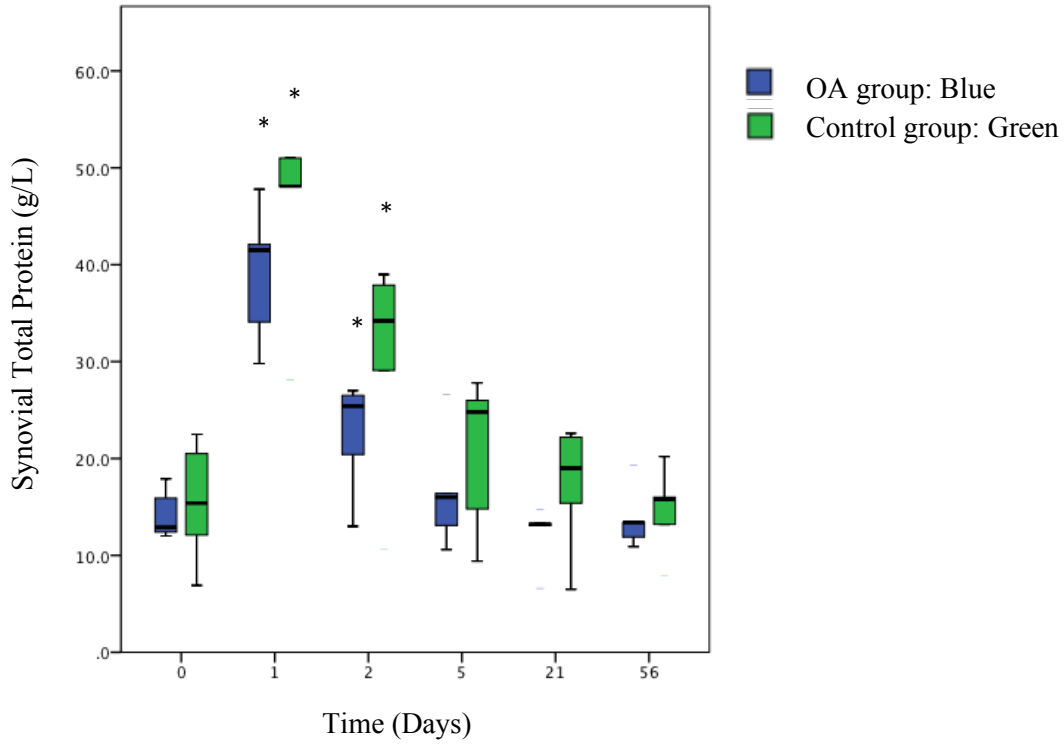 60.0
50.0
40.0
30.0
20.0
10.0
.0
Synovial Total Protein (g/L)
*
*
*
*
0 1 2 5 21 56
Time (Days)
OA group: Blue
Control group: Green